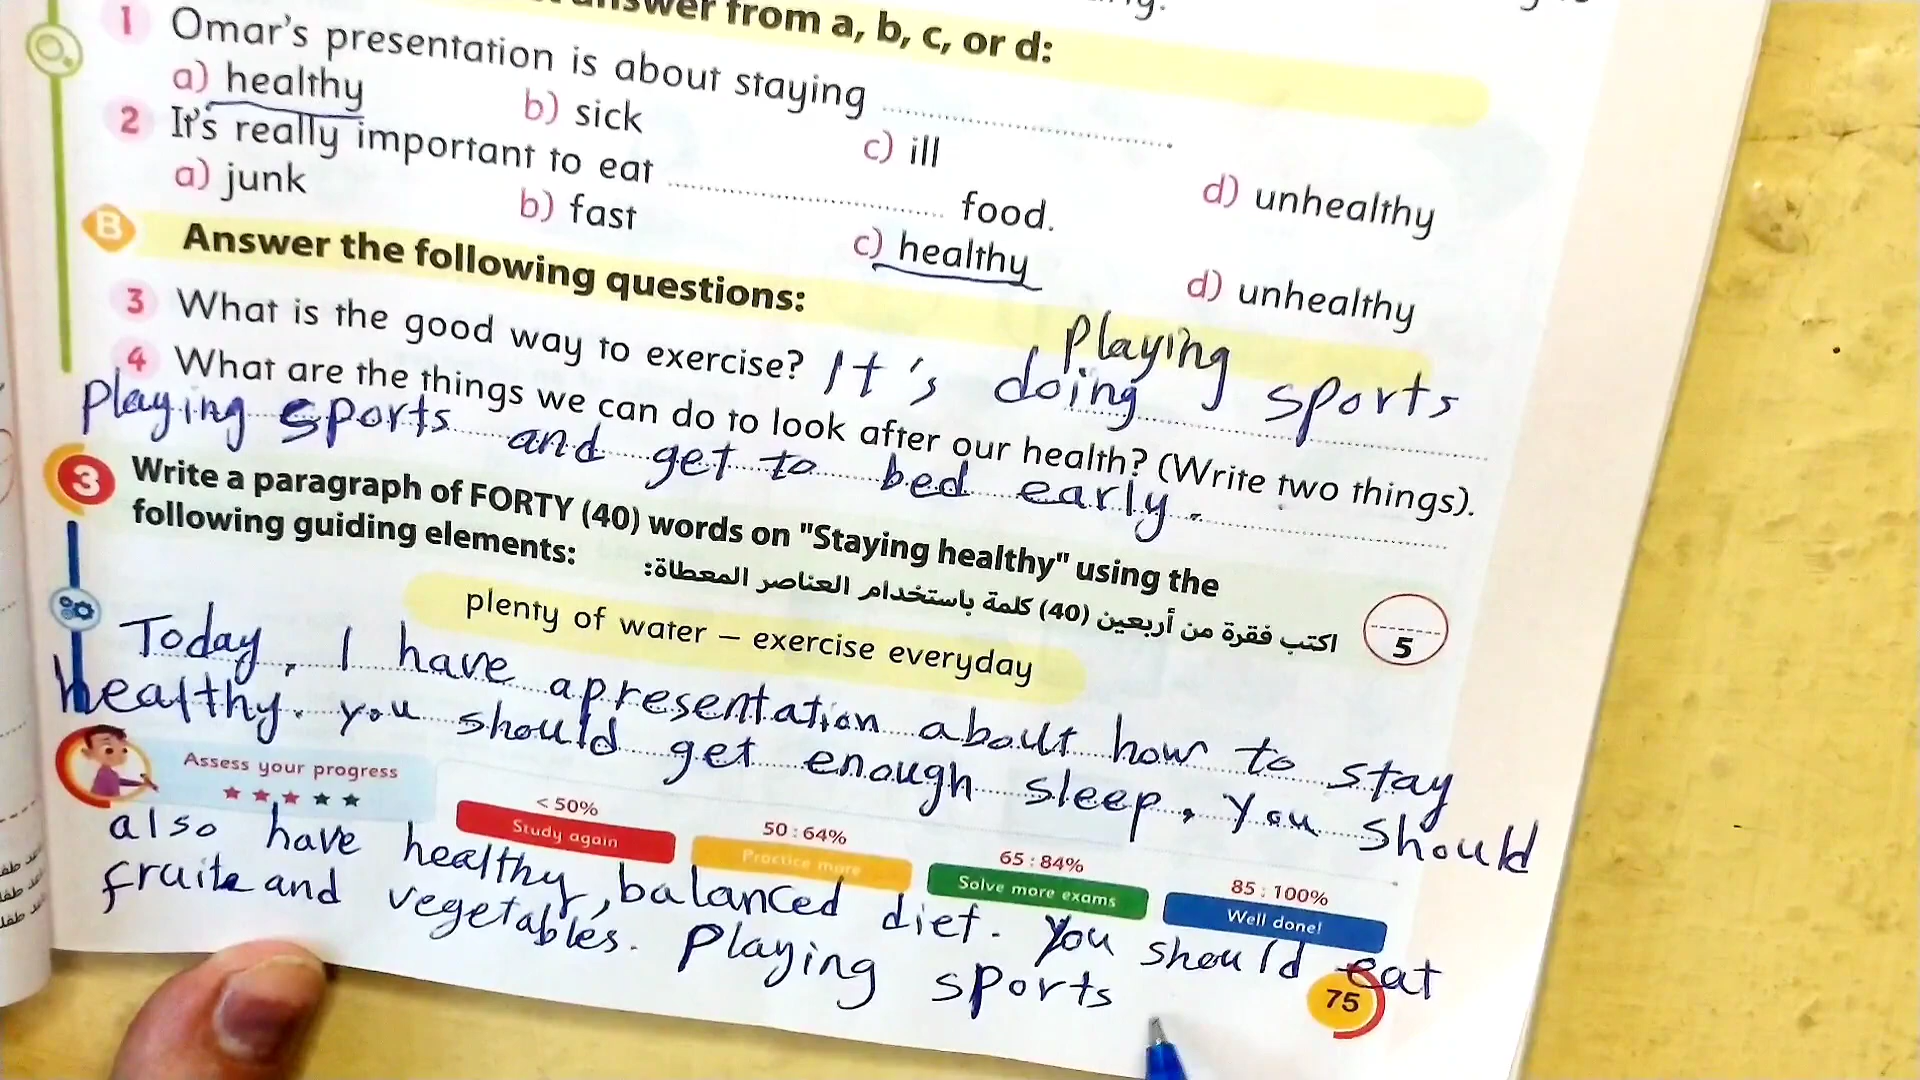 answer from a, b, c, or d:
1 Omar's presentation is about staying ........
a) healthy b) sick c) ill d) unhealthy
2 It's really important to eat ........ food.
a) junk b) fast c) healthy d) unhealthy
B Answer the following questions:
3 What is the good way to exercise? It's doing playing sports
4 What are the things we can do to look after our health? (Write two things).
playing sports and get to bed early.
3 Write a paragraph of FORTY (40) words on "Staying healthy" using the
following guiding elements:
اكتب فقرة من أربعين (40) كلمة باستخدام العناصر المعطاة:
5
plenty of water – exercise everyday
Today, I have a presentation about how to stay
healthy. you should get enough sleep, You should
Assess your progress
< 50% Study again
50 : 64% Practice more
65 : 84% Solve more exams
85 : 100% Well done!
also have healthy, balanced diet. You should eat
fruite and vegetables. Playing sports
75